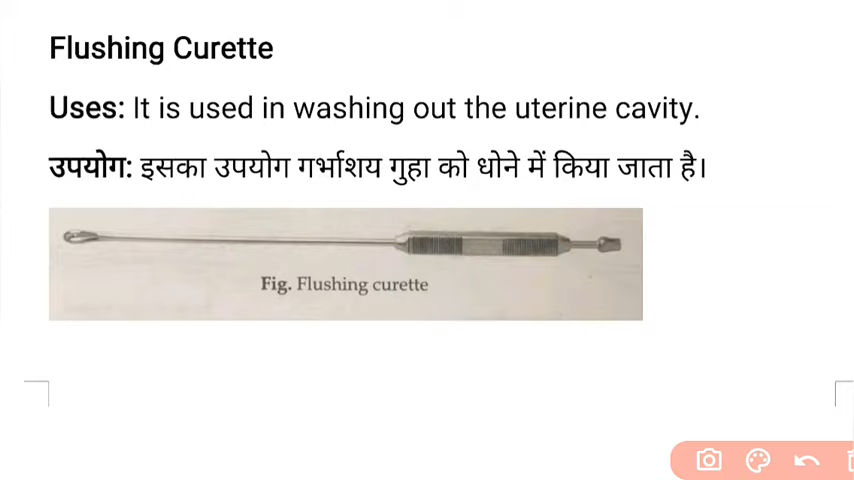 Flushing Curette
Uses: It is used in washing out the uterine cavity.
उपयोग: इसका उपयोग गर्भाशय गुहा को धोने में किया जाता है।
Fig. Flushing curette